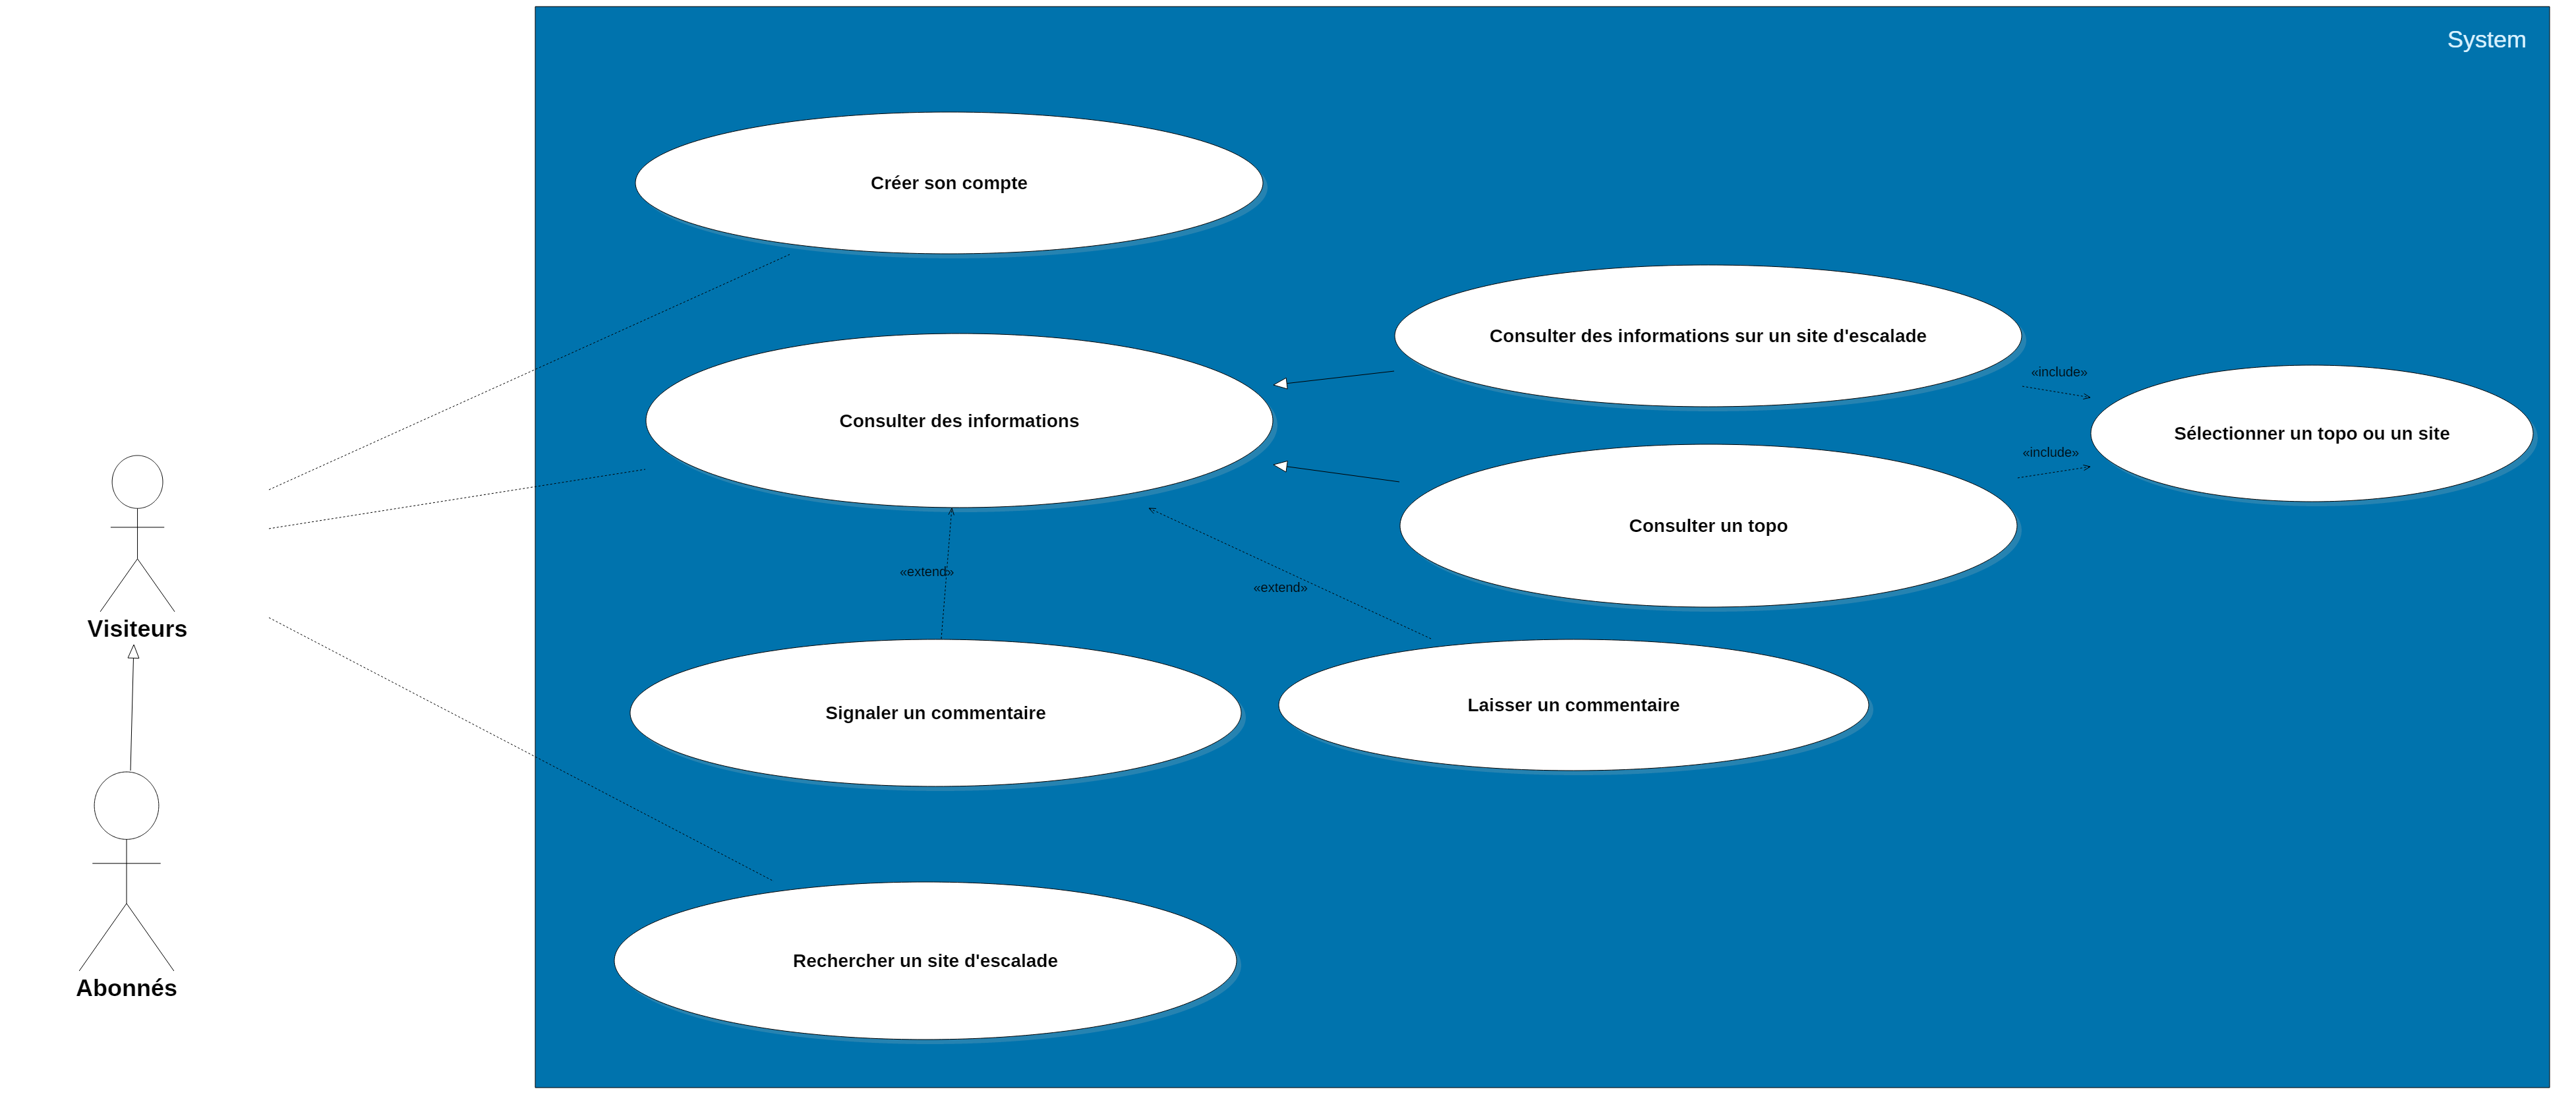 System
Créer son compte
Consulter des informations sur un site d'escalade
«include»
Consulter des informations
Sélectionner un topo ou un site
«include»
Consulter un topo
«extend»
«extend»
Visiteurs
Signaler un commentaire
Laisser un commentaire
Rechercher un site d'escalade
Abonnés